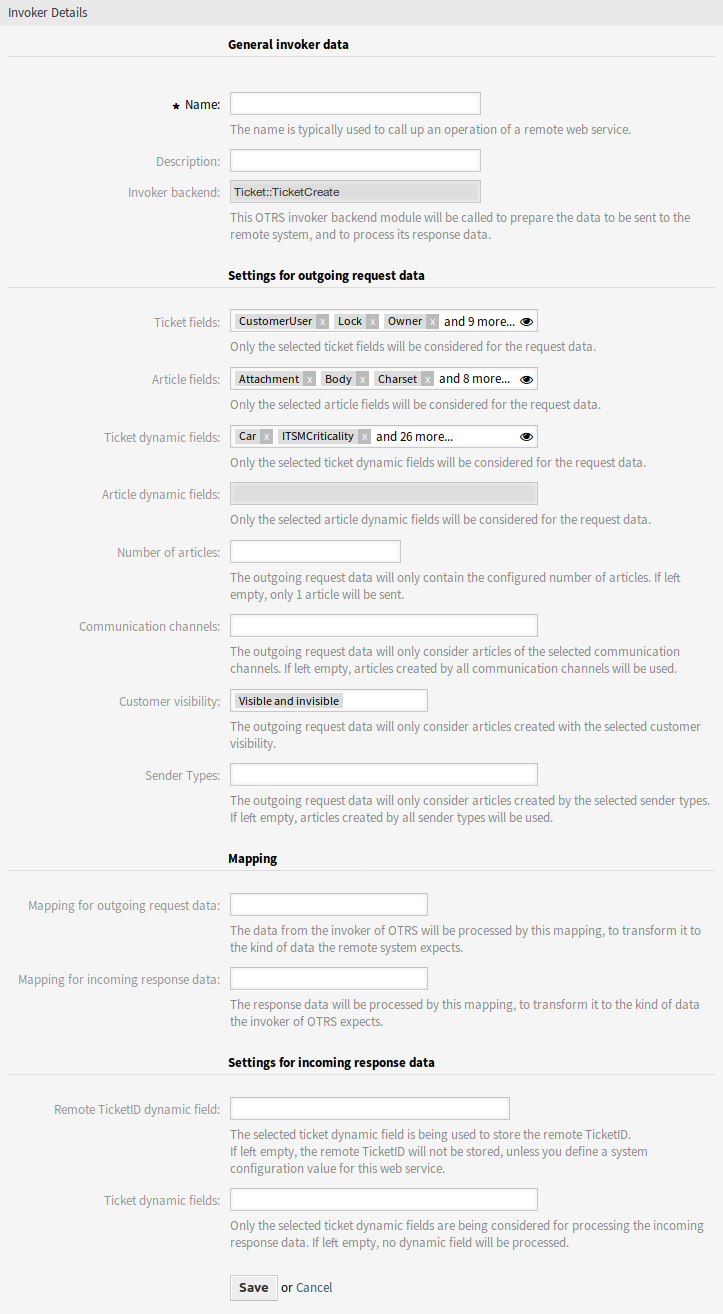 Invoker Details
General invoker data
★ Name:
The name is typically used to call up an operation of a remote web service.
Description:
Invoker backend: Ticket::TicketCreate
This OTRS invoker backend module will be called to prepare the data to be sent to the
remote system, and to process its response data.
Settings for outgoing request data
Ticket fields: CustomerUser x Lock x Owner x and 9 more...
Only the selected ticket fields will be considered for the request data.
Article fields: Attachment x Body x Charset x and 8 more...
Only the selected article fields will be considered for the request data.
Ticket dynamic fields: Car x ITSMCriticality x and 26 more...
Only the selected ticket dynamic fields will be considered for the request data.
Article dynamic fields:
Only the selected article dynamic fields will be considered for the request data.
Number of articles:
The outgoing request data will only contain the configured number of articles. If left
empty, only 1 article will be sent.
Communication channels:
The outgoing request data will only consider articles of the selected communication
channels. If left empty, articles created by all communication channels will be used.
Customer visibility: Visible and invisible
The outgoing request data will only consider articles created with the selected customer
visibility.
Sender Types:
The outgoing request data will only consider articles created by the selected sender types.
If left empty, articles created by all sender types will be used.
Mapping
Mapping for outgoing request data:
The data from the invoker of OTRS will be processed by this mapping, to transform it to
the kind of data the remote system expects.
Mapping for incoming response data:
The response data will be processed by this mapping, to transform it to the kind of data
the invoker of OTRS expects.
Settings for incoming response data
Remote TicketID dynamic field:
The selected ticket dynamic field is being used to store the remote TicketID.
If left empty, the remote TicketID will not be stored, unless you define a system
configuration value for this web service.
Ticket dynamic fields:
Only the selected ticket dynamic fields are being considered for processing the incoming
response data. If left empty, no dynamic field will be processed.
Save or Cancel